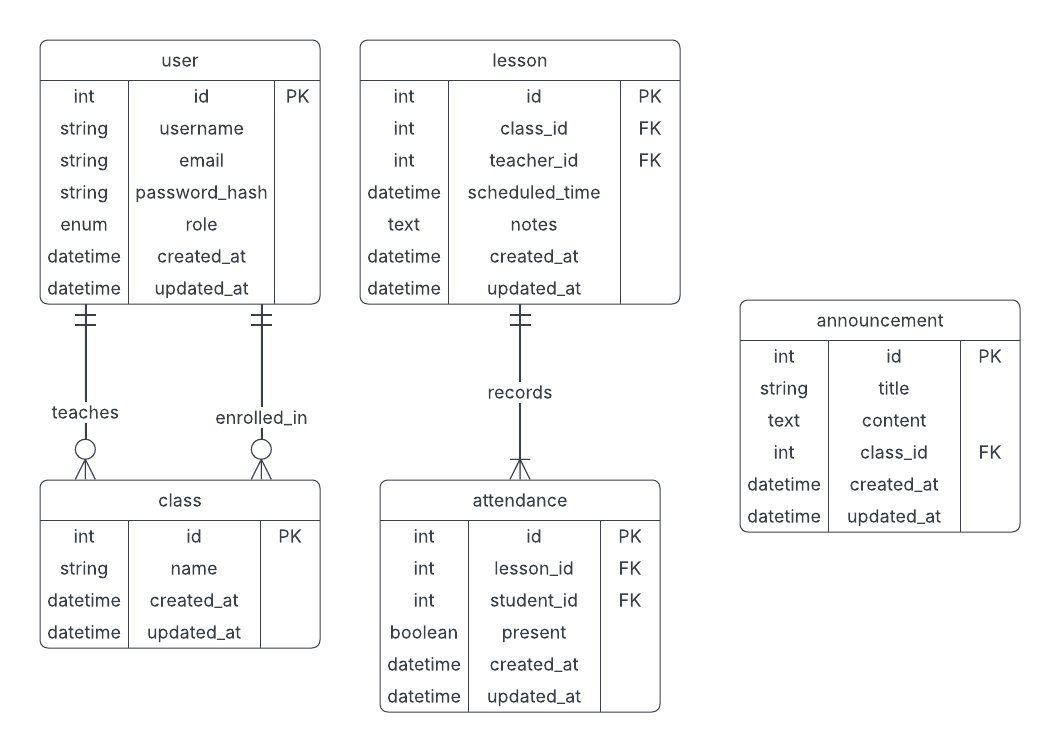 user
int id PK
string username
string email
string password_hash
enum role
datetime created_at
datetime updated_at
lesson
int id PK
int class_id FK
int teacher_id FK
datetime scheduled_time
text notes
datetime created_at
datetime updated_at
announcement
int id PK
string title
text content
int class_id FK
datetime created_at
datetime updated_at
teaches
enrolled_in
records
class
int id PK
string name
datetime created_at
datetime updated_at
attendance
int id PK
int lesson_id FK
int student_id FK
boolean present
datetime created_at
datetime updated_at